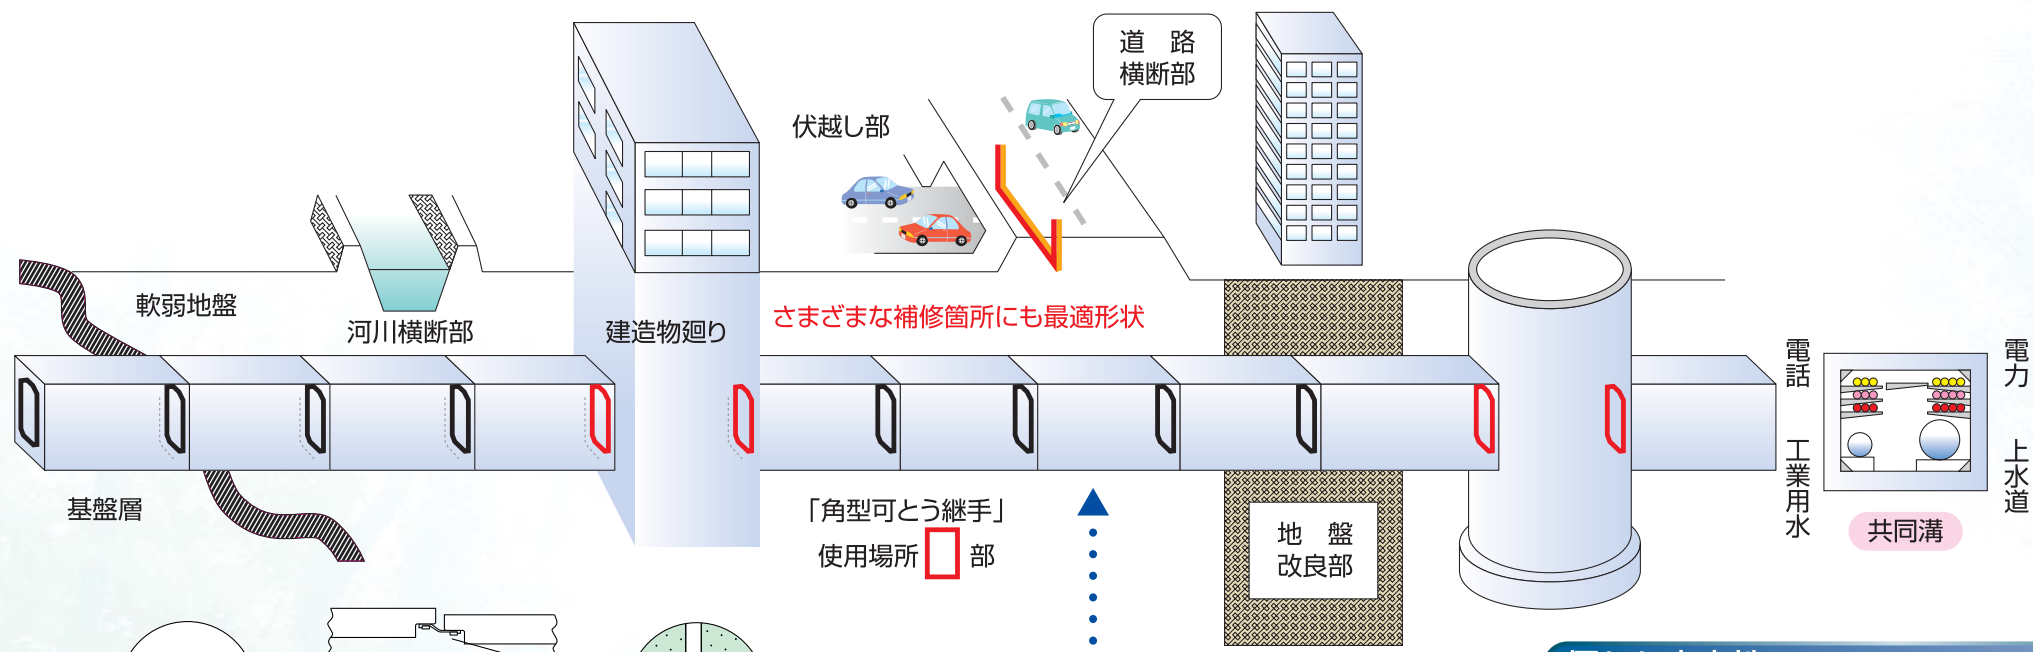 道　路
横断部
伏越し部
軟弱地盤
河川横断部
建造物廻り
さまざまな補修箇所にも最適形状
電話
電力
工業用水
上水道
共同溝
基盤層
「角型可とう継手」
使用場所　部
地　盤
改良部